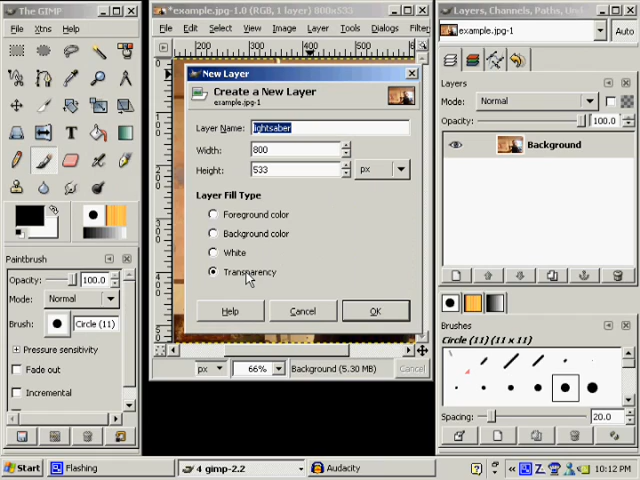 The GIMP
File Xtns Help
Opacity: 100.0
Mode: Normal
Brush: Circle (11)
Pressure sensitivity
Fade out
Incremental
*example.jpg-1.0 (RGB, 1 layer) 800x533
File Edit Select View Image Layer Tools Dialogs
200 300 400 500
New Layer
Create a New Layer
example.jpg-1
Layer Name: lightsaber
Width: 800
Height: 533 px
Layer Fill Type
Foreground color
Background color
White
Transparency
Help Cancel OK
px 66% Background (5.30 MB) Cancel
Layers, Channels, Paths,
example.jpg-1 Auto
Layers
Mode: Normal
Opacity: 100.0
Background
Brushes
Circle (11) (11 × 11)
Spacing: 20.0
Start Flashing 4 gimp-2.2 Audacity 10:12 PM